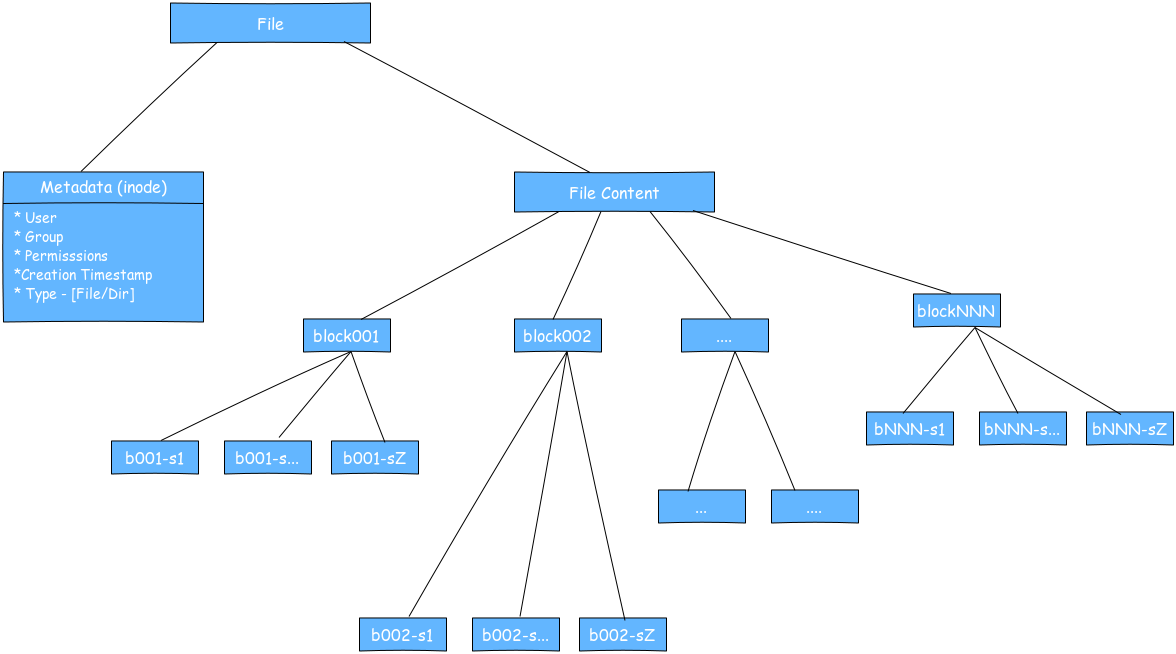 File
Metadata (inode)
* User
* Group
* Permisssions
*Creation Timestamp
* Type - [File/Dir]
File Content
block001
block002
....
blockNNN
b001-s1
b001-s...
b001-sZ
bNNN-s1
bNNN-s...
bNNN-sZ
...
....
b002-s1
b002-s...
b002-sZ